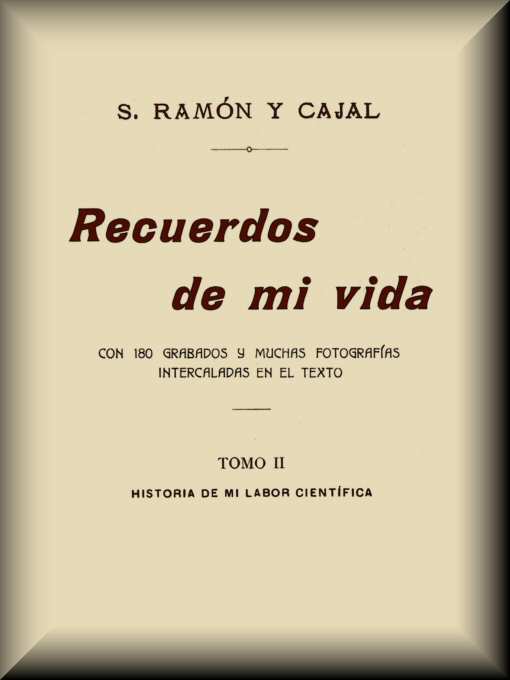 S. RAMÓN Y CAJAL
Recuerdos
de mi vida
CON 180 GRABADOS Y MUCHAS FOTOGRAFÍAS
INTERCALADAS EN EL TEXTO
TOMO II
HISTORIA DE MI LABOR CIENTÍFICA